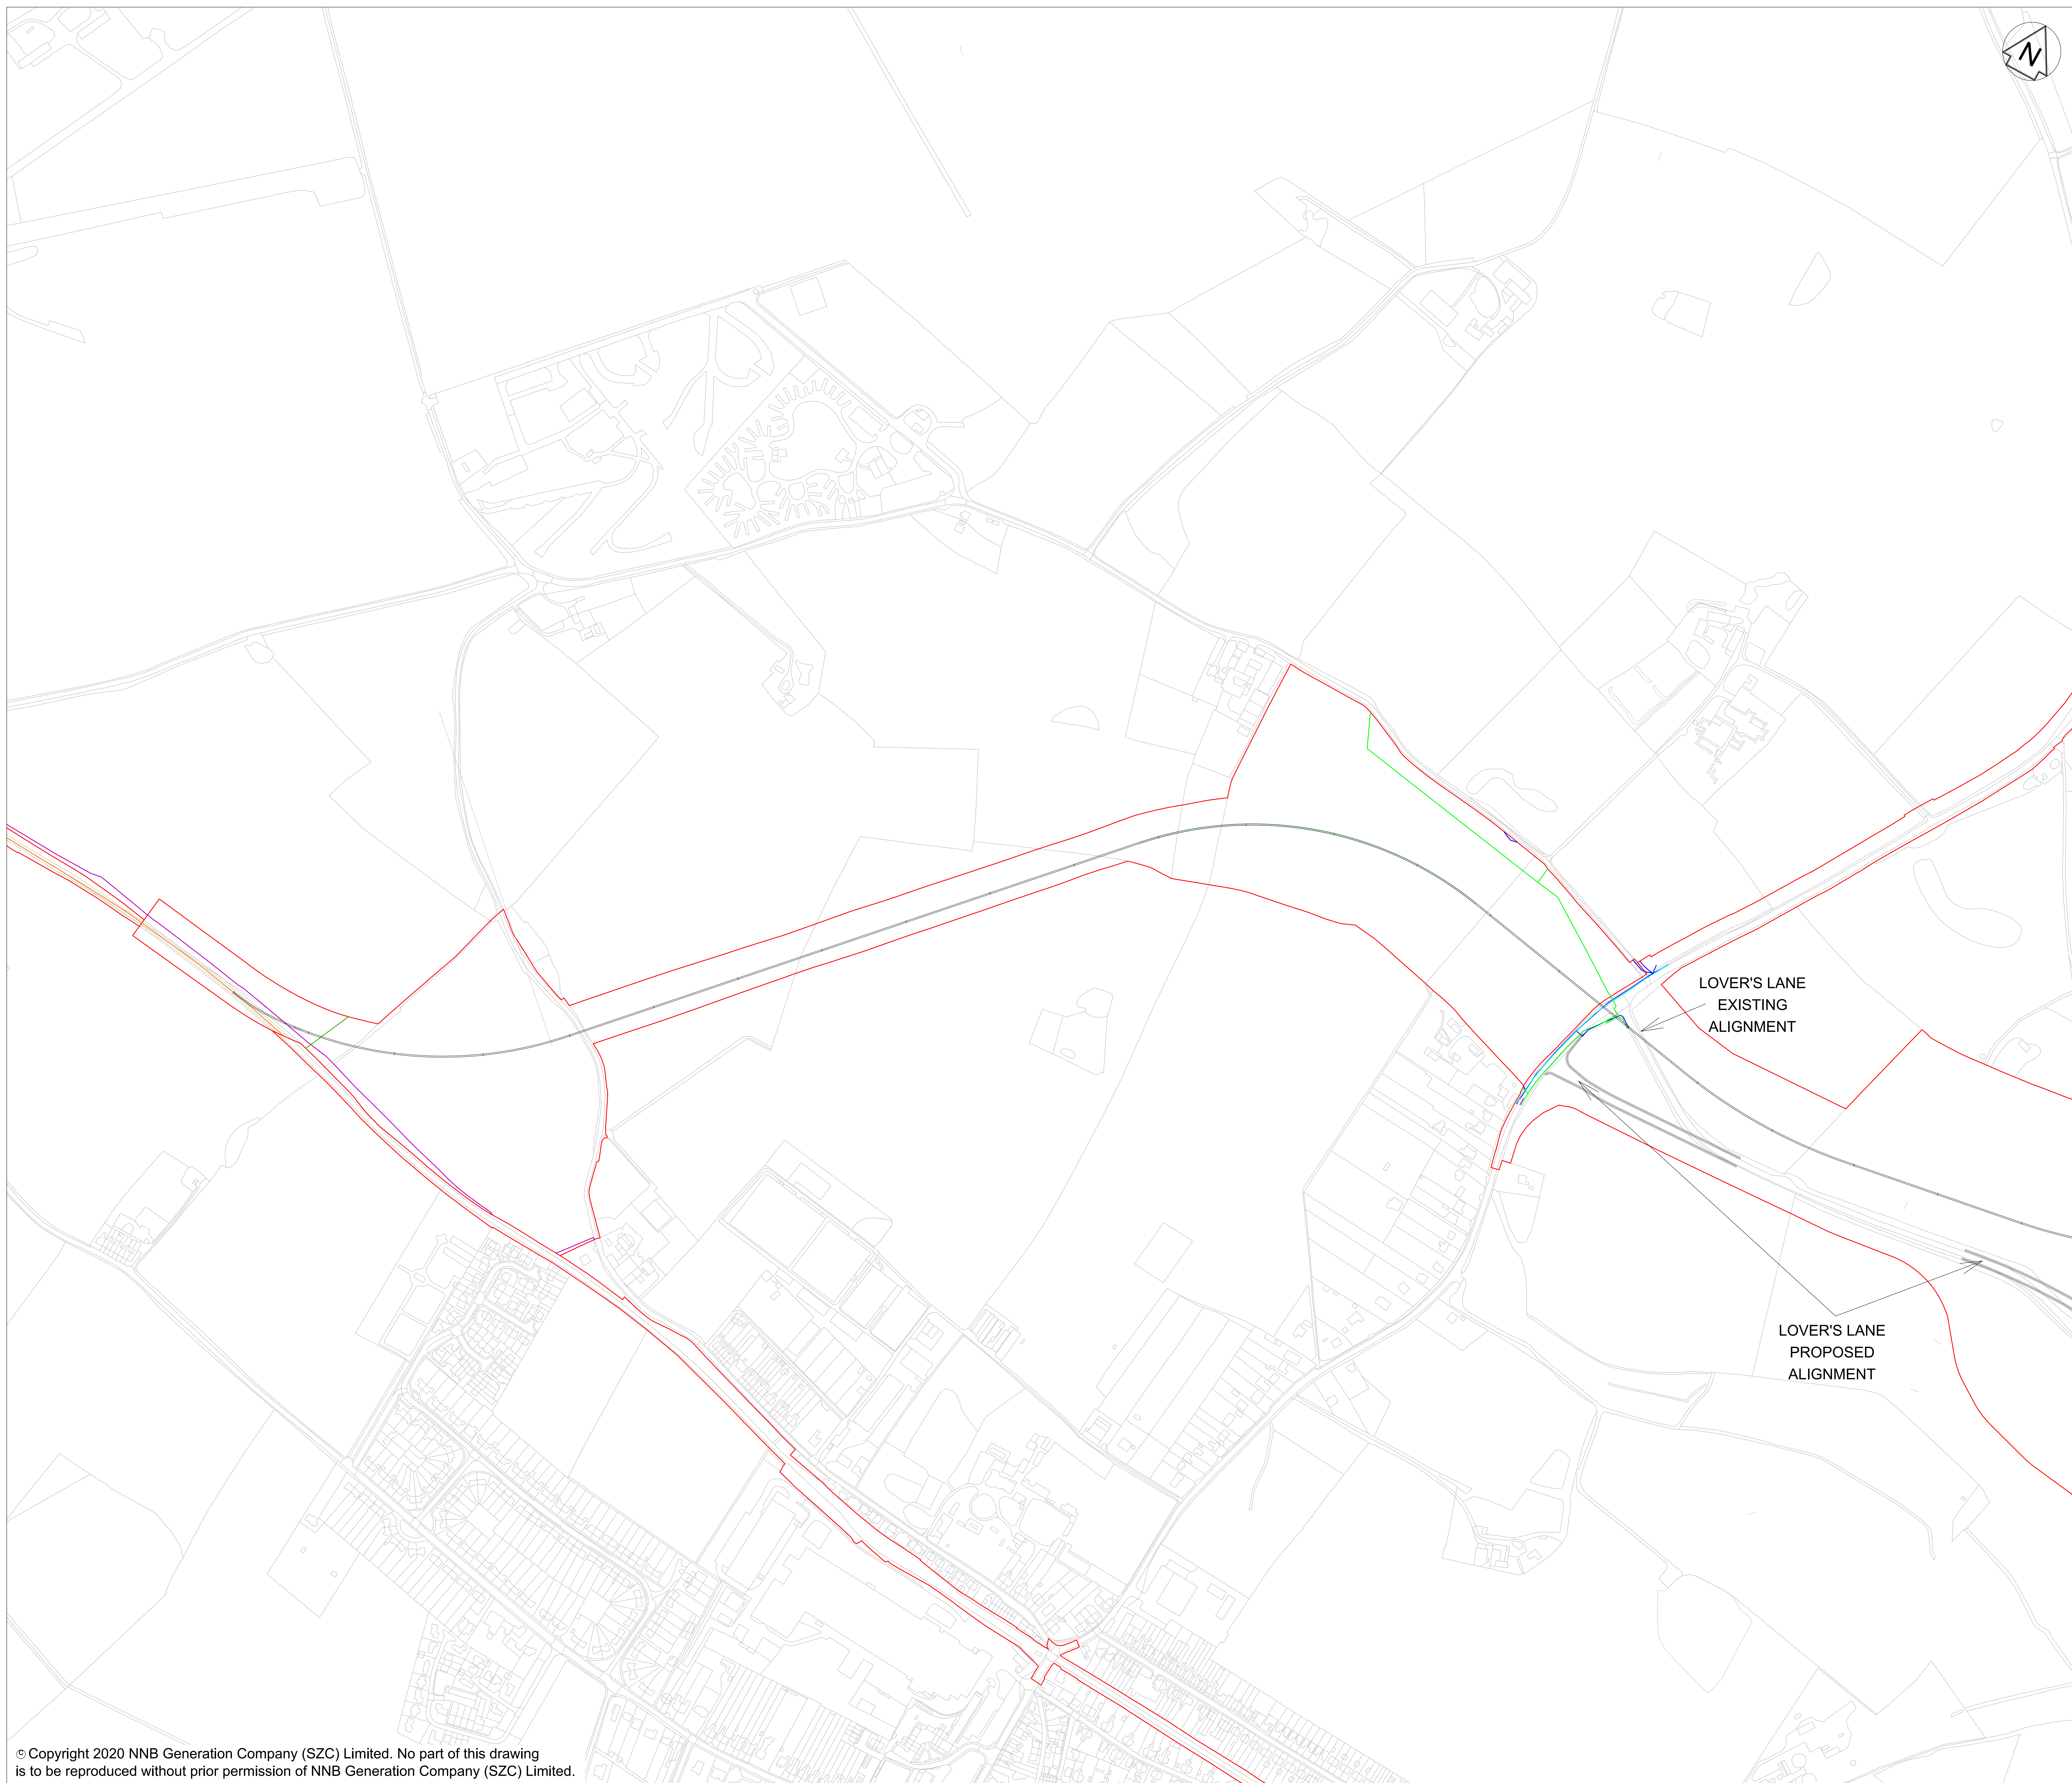 N
LOVER'S LANE
EXISTING
ALIGNMENT
LOVER'S LANE
PROPOSED
ALIGNMENT
© Copyright 2020 NNB Generation Company (SZC) Limited. No part of this drawing
is to be reproduced without prior permission of NNB Generation Company (SZC) Limited.